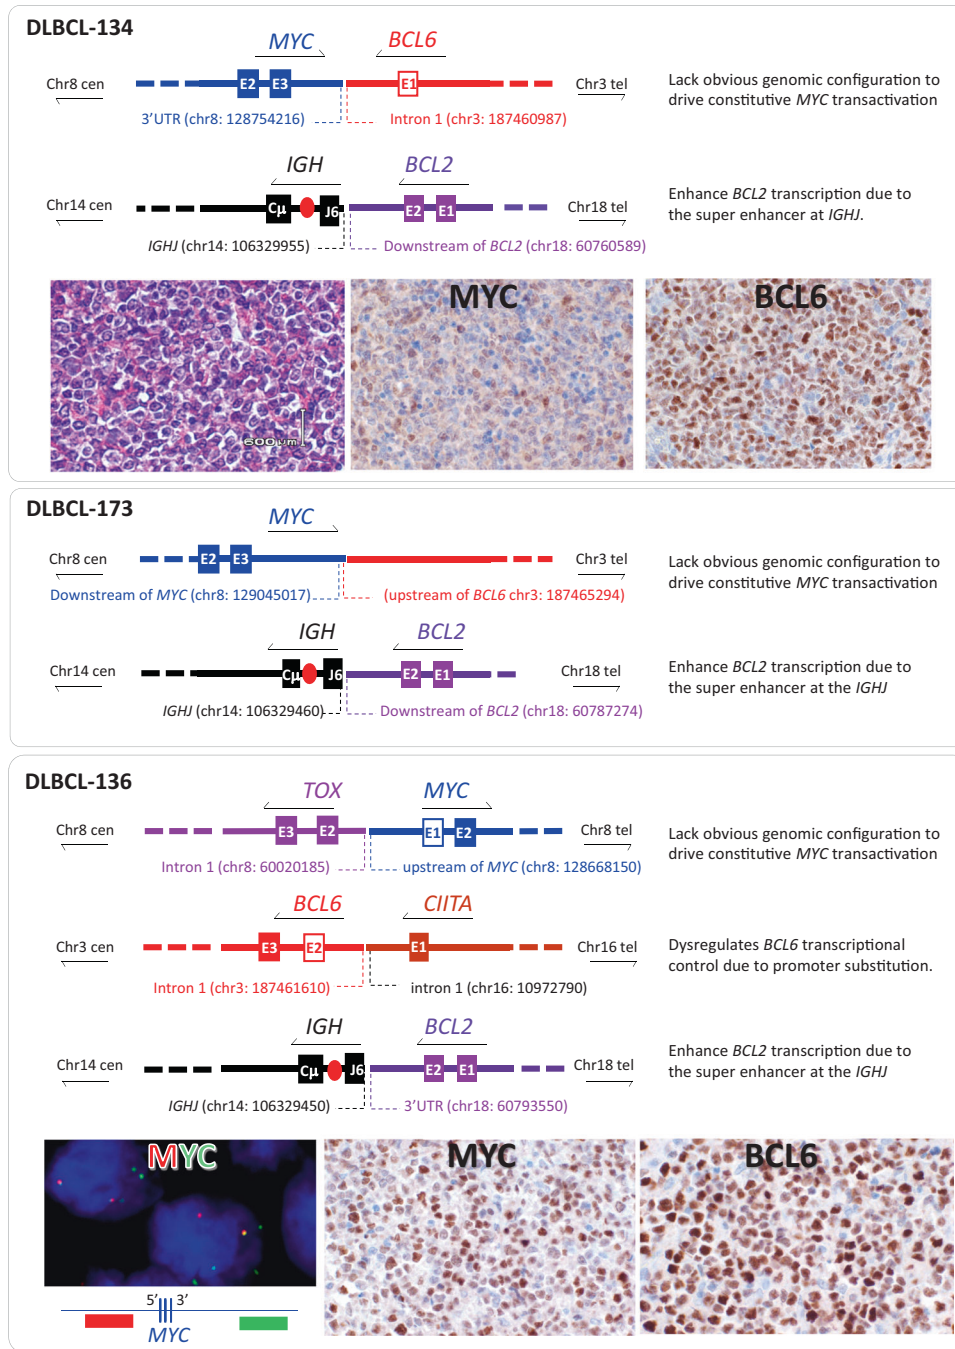 DLBCL-134
MYC
BCL6
Chr8 cen
E2
E3
E1
Chr3 tel
Lack obvious genomic configuration to
drive constitutive MYC transactivation
3'UTR (chr8: 128754216)
Intron 1 (chr3: 187460987)
IGH
BCL2
Chr14 cen
Cμ
J6
E2
E1
Chr18 tel
Enhance BCL2 transcription due to
the super enhancer at IGHJ.
IGHJ (chr14: 106329955)
Downstream of BCL2 (chr18: 60760589)
MYC
BCL6
600 μm
DLBCL-173
MYC
Chr8 cen
E2
E3
Chr3 tel
Lack obvious genomic configuration to
drive constitutive MYC transactivation
Downstream of MYC (chr8: 129045017)
(upstream of BCL6 chr3: 187465294)
IGH
BCL2
Chr14 cen
Cμ
J6
E2
E1
Chr18 tel
Enhance BCL2 transcription due to
the super enhancer at the IGHJ
IGHJ (chr14: 106329460)
Downstream of BCL2 (chr18: 60787274)
DLBCL-136
TOX
MYC
Chr8 cen
E3
E2
E1
E2
Chr8 tel
Lack obvious genomic configuration to
drive constitutive MYC transactivation
Intron 1 (chr8: 60020185)
upstream of MYC (chr8: 128668150)
BCL6
CIITA
Chr3 cen
E3
E2
E1
Chr16 tel
Dysregulates BCL6 transcriptional
control due to promoter substitution.
Intron 1 (chr3: 187461610)
intron 1 (chr16: 10972790)
IGH
BCL2
Chr14 cen
Cμ
J6
E2
E1
Chr18 tel
Enhance BCL2 transcription due to
the super enhancer at the IGHJ
IGHJ (chr14: 106329450)
3'UTR (chr18: 60793550)
MYC
MYC
BCL6
5' 3'
MYC